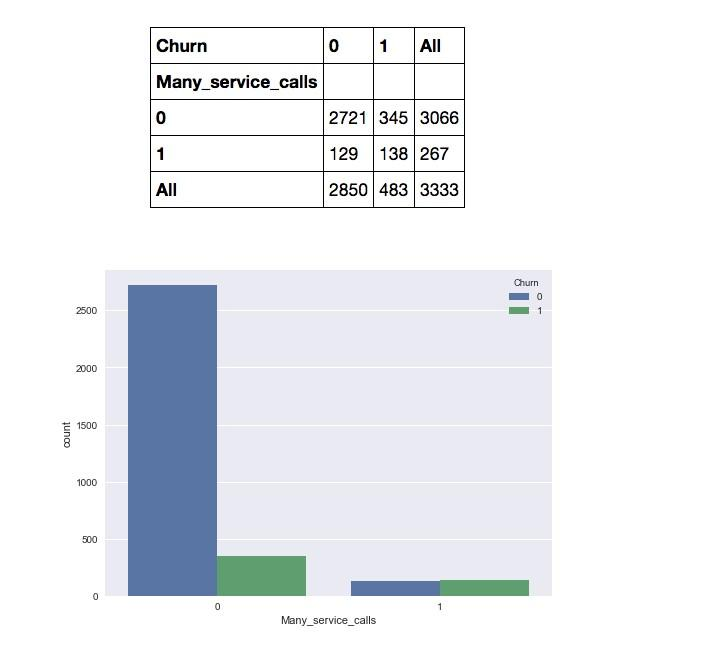 Churn 0 1 All
Many_service_calls
0 2721 345 3066
1 129 138 267
All 2850 483 3333
Churn
0
1
2500
2000
1500
1000
500
0
count
0 1
Many_service_calls